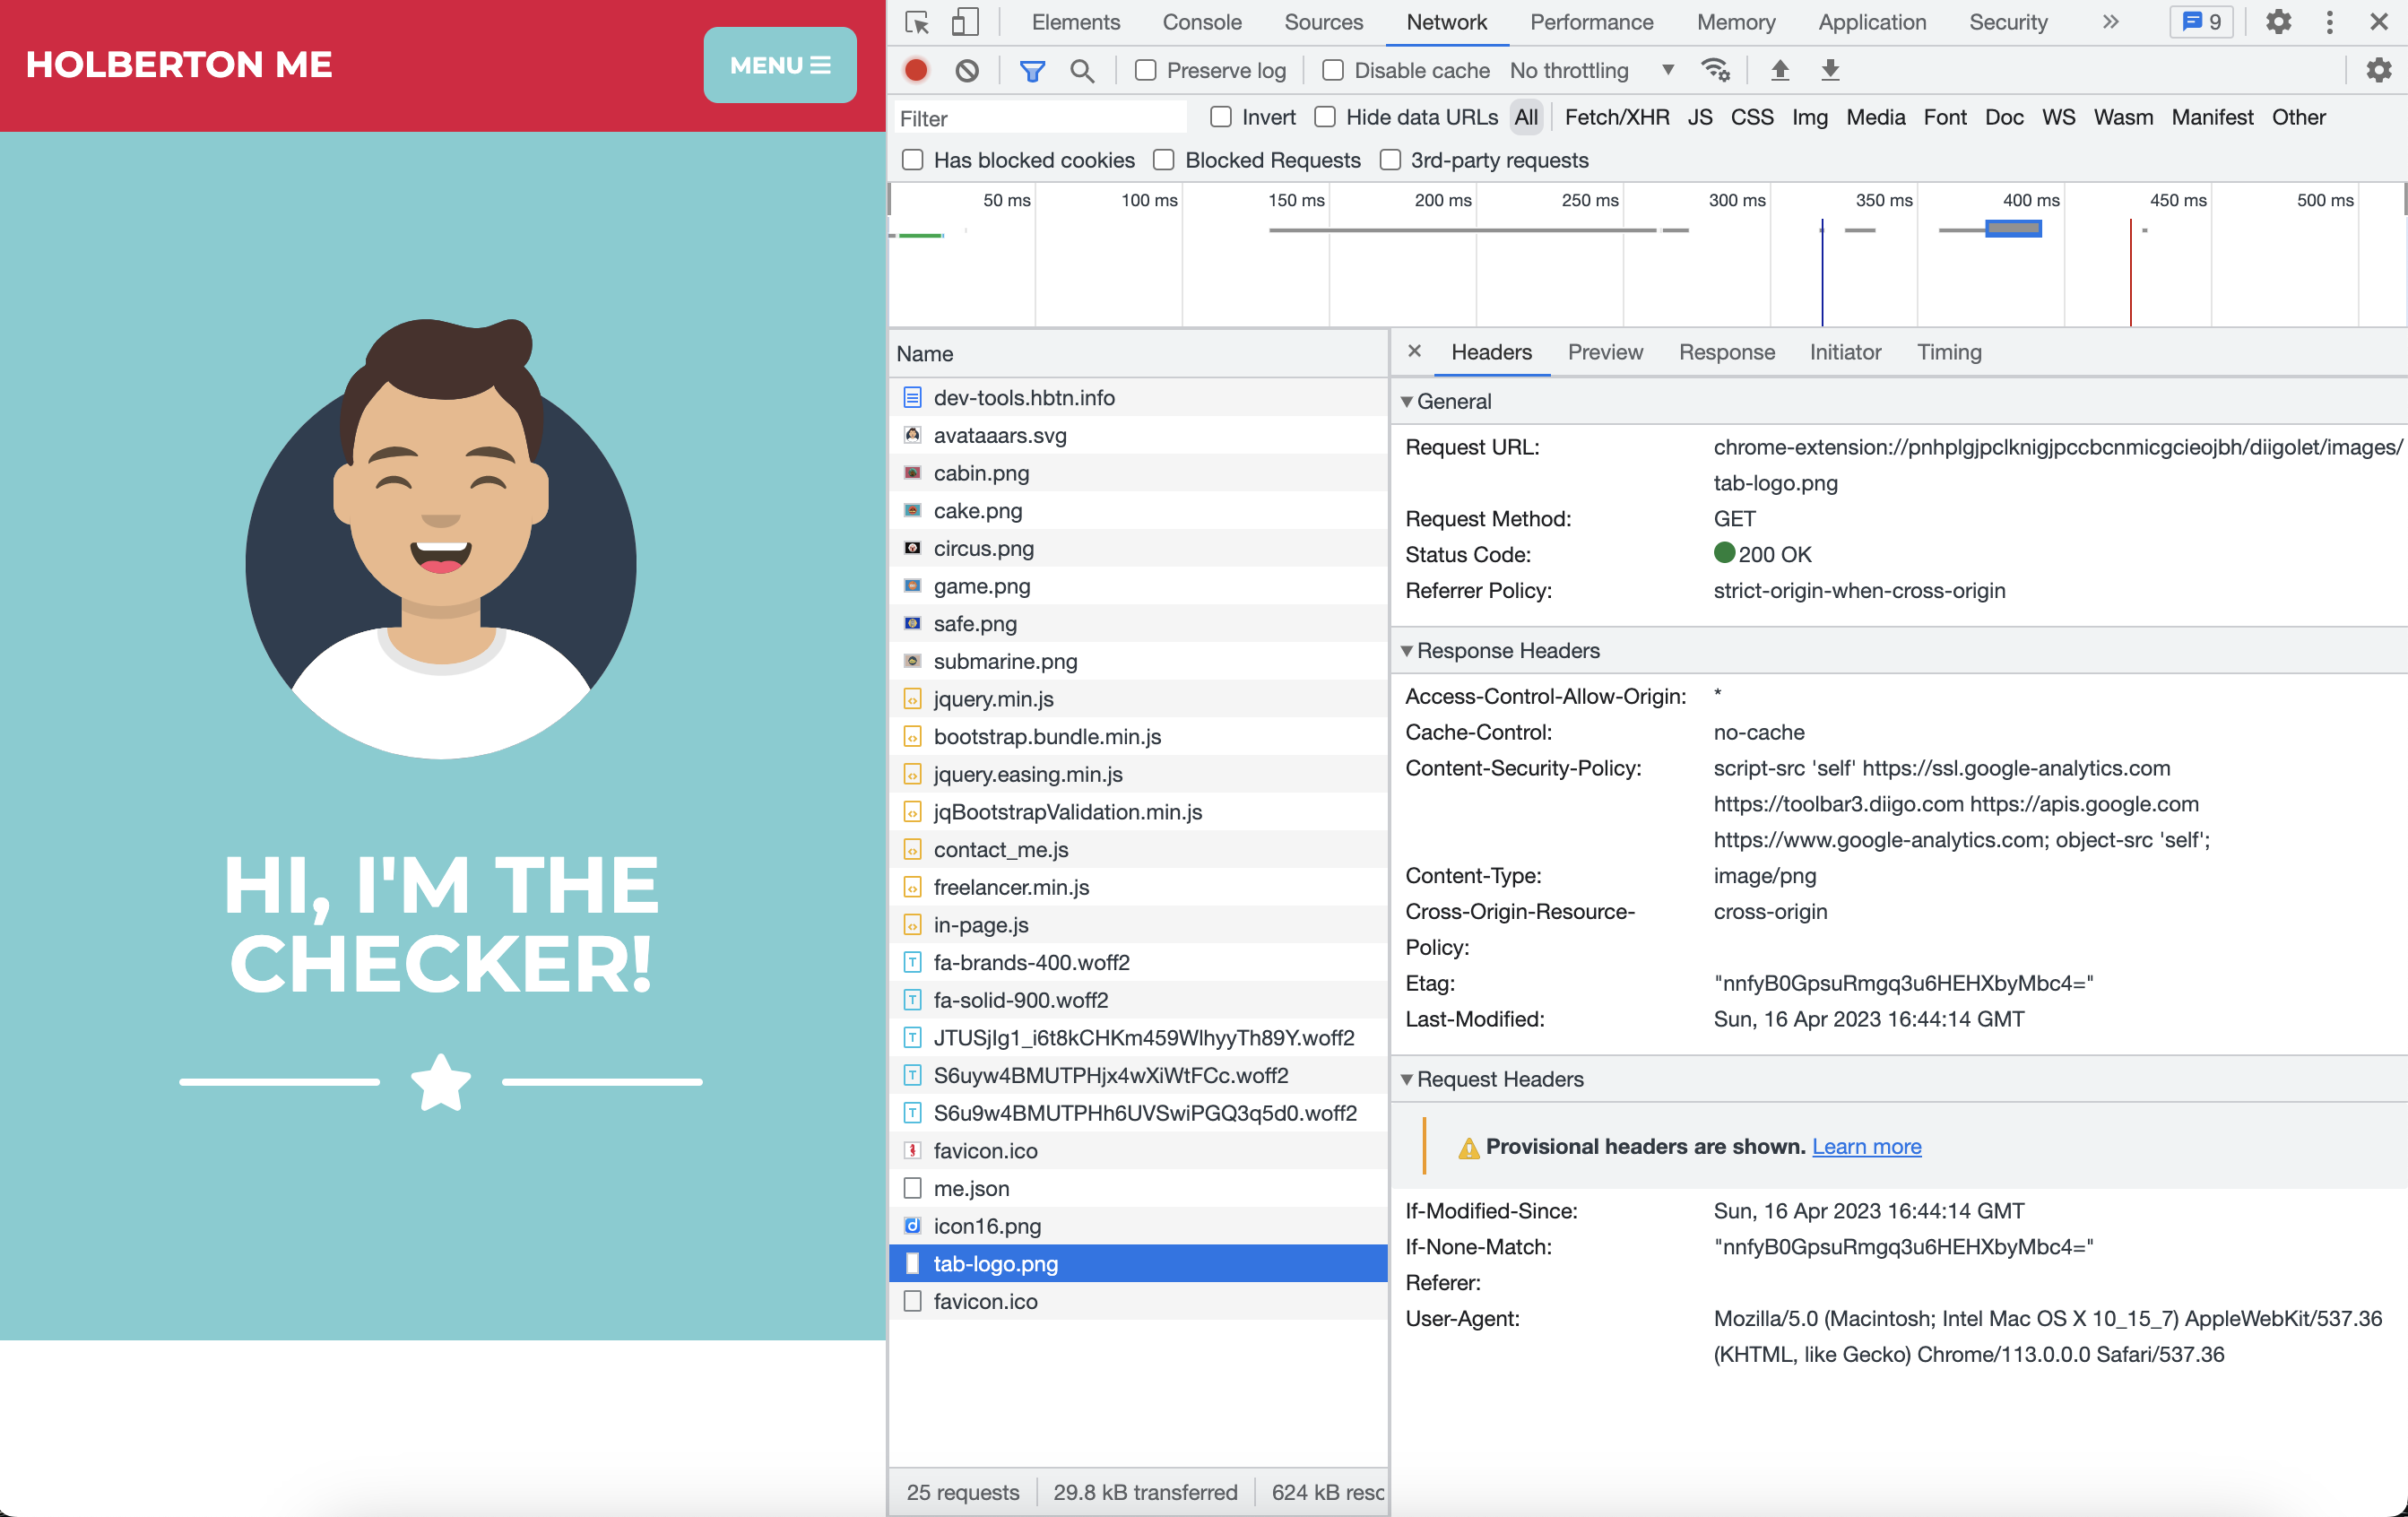 HOLBERTON ME
MENU
HI, I'M THE
CHECKER!
Elements Console Sources Network Performance Memory Application Security 9
Preserve log Disable cache No throttling
Filter Invert Hide data URLs All Fetch/XHR JS CSS Img Media Font Doc WS Wasm Manifest Other
Has blocked cookies Blocked Requests 3rd-party requests
50 ms 100 ms 150 ms 200 ms 250 ms 300 ms 350 ms 400 ms 450 ms 500 ms
Name
dev-tools.hbtn.info
avataaars.svg
cabin.png
cake.png
circus.png
game.png
safe.png
submarine.png
jquery.min.js
bootstrap.bundle.min.js
jquery.easing.min.js
jqBootstrapValidation.min.js
contact_me.js
freelancer.min.js
in-page.js
fa-brands-400.woff2
fa-solid-900.woff2
JTUSjIg1_i6t8kCHKm459WlhyyTh89Y.woff2
S6uyw4BMUTPHjx4wXiWtFCc.woff2
S6u9w4BMUTPHh6UVSwiPGQ3q5d0.woff2
favicon.ico
me.json
icon16.png
tab-logo.png
favicon.ico
25 requests 29.8 kB transferred 624 kB resc
Headers Preview Response Initiator Timing
General
Request URL: chrome-extension://pnhplgjpclknigjpccbcnmicgcieojbh/diigolet/images/
tab-logo.png
Request Method: GET
Status Code: 200 OK
Referrer Policy: strict-origin-when-cross-origin
Response Headers
Access-Control-Allow-Origin: *
Cache-Control: no-cache
Content-Security-Policy: script-src 'self' https://ssl.google-analytics.com
https://toolbar3.diigo.com https://apis.google.com
https://www.google-analytics.com; object-src 'self';
Content-Type: image/png
Cross-Origin-Resource- cross-origin
Policy:
Etag: "nnfyB0GpsuRmgq3u6HEHXbyMbc4="
Last-Modified: Sun, 16 Apr 2023 16:44:14 GMT
Request Headers
Provisional headers are shown. Learn more
If-Modified-Since: Sun, 16 Apr 2023 16:44:14 GMT
If-None-Match: "nnfyB0GpsuRmgq3u6HEHXbyMbc4="
Referer:
User-Agent: Mozilla/5.0 (Macintosh; Intel Mac OS X 10_15_7) AppleWebKit/537.36
(KHTML, like Gecko) Chrome/113.0.0.0 Safari/537.36